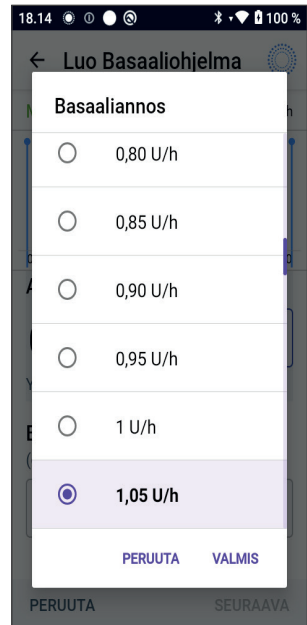 18.14 100 %
Luo Basaaliohjelma
h
Basaaliannos
0,80 U/h
0,85 U/h
0,90 U/h
0,95 U/h
1 U/h
1,05 U/h
PERUUTA VALMIS
PERUUTA SEURAAVA